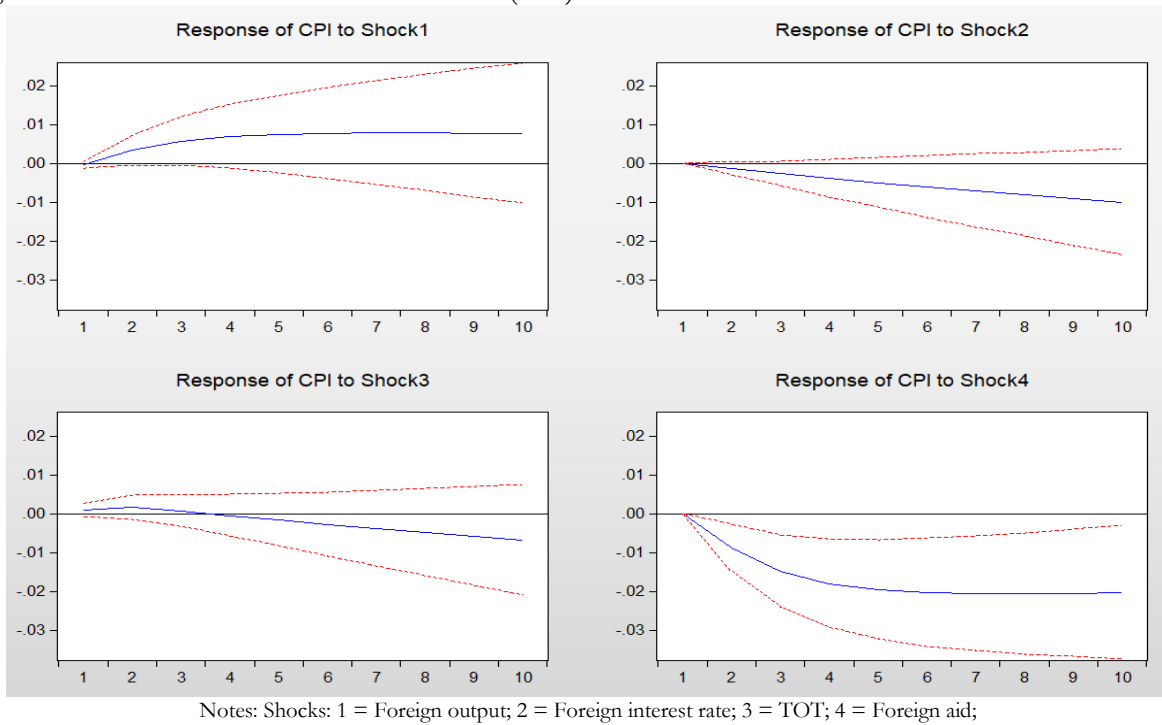 Response of CPI to Shock1
.02
.01
.00
-.01
-.02
-.03
1 2 3 4 5 6 7 8 9 10
Response of CPI to Shock2
.02
.01
.00
-.01
-.02
-.03
1 2 3 4 5 6 7 8 9 10
Response of CPI to Shock3
.02
.01
.00
-.01
-.02
-.03
1 2 3 4 5 6 7 8 9 10
Response of CPI to Shock4
.02
.01
.00
-.01
-.02
-.03
1 2 3 4 5 6 7 8 9 10
Notes: Shocks: 1 = Foreign output; 2 = Foreign interest rate; 3 = TOT; 4 = Foreign aid;